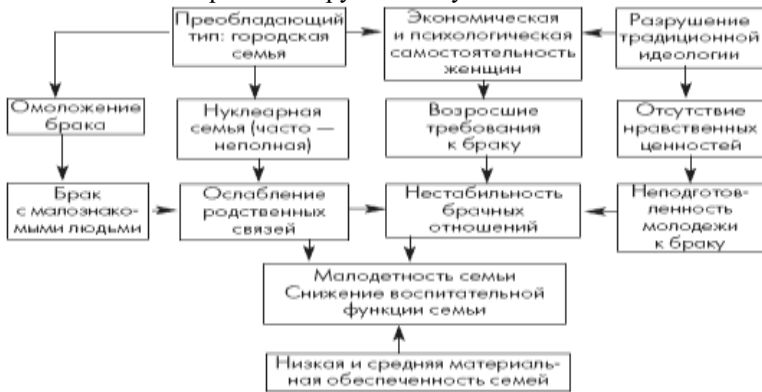 Преобладающий
тип: городская
семья
Экономическая
и психологическая
самостоятельность
женщин
Разрушение
традиционной
идеологии
Омоложение
брака
Нуклеарная
семья (часто —
неполная)
Возросшие
требования
к браку
Отсутствие
нравственных
ценностей
Брак
с малознако-
мыми людьми
Ослабление
родственных
связей
Нестабильность
брачных
отношений
Неподготов-
ленность
молодежи
к браку
Малодетность семьи
Снижение воспитательной
функции семьи
Низкая и средняя материаль-
ная обеспеченность семей